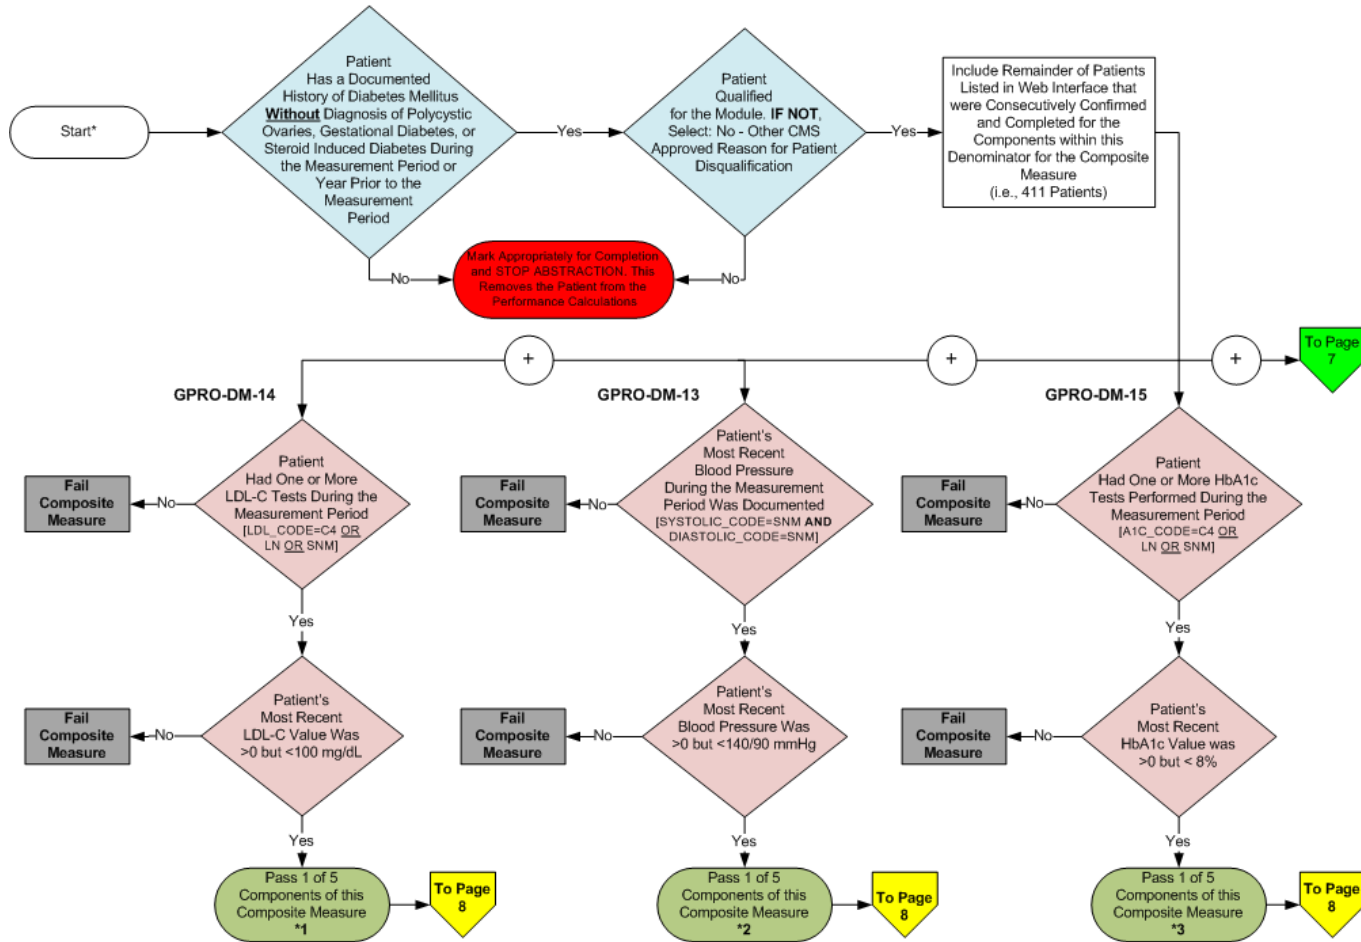 Start*
Patient
Has a Documented
History of Diabetes Mellitus
Without Diagnosis of Polycystic
Ovaries, Gestational Diabetes, or
Steroid Induced Diabetes During
the Measurement Period or
Year Prior to the
Measurement
Period
Yes
Patient
Qualified
for the Module. IF NOT,
Select: No - Other CMS
Approved Reason for Patient
Disqualification
Yes
Include Remainder of Patients
Listed in Web Interface that
were Consecutively Confirmed
and Completed for the
Components within this
Denominator for the Composite
Measure
(i.e., 411 Patients)
No
Mark Appropriately for Completion
and STOP ABSTRACTION. This
Removes the Patient from the
Performance Calculations
No
+
+
+
To Page
7
GPRO-DM-14
GPRO-DM-13
GPRO-DM-15
Fail
Composite
Measure
No
Patient
Had One or More
LDL-C Tests During the
Measurement Period
[LDL_CODE=C4 OR
LN OR SNM]
Fail
Composite
Measure
No
Patient's
Most Recent
Blood Pressure
During the Measurement
Period Was Documented
[SYSTOLIC_CODE=SNM AND
DIASTOLIC_CODE=SNM]
Fail
Composite
Measure
No
Patient
Had One or More HbA1c
Tests Performed During the
Measurement Period
[A1C_CODE=C4 OR
LN OR SNM]
Yes
Yes
Yes
Fail
Composite
Measure
No
Patient's
Most Recent
LDL-C Value Was
>0 but <100 mg/dL
Fail
Composite
Measure
No
Patient's
Most Recent
Blood Pressure Was
>0 but <140/90 mmHg
Fail
Composite
Measure
No
Patient's
Most Recent
HbA1c Value was
>0 but < 8%
Yes
Yes
Yes
Pass 1 of 5
Components of this
Composite Measure
*1
To Page
8
Pass 1 of 5
Components of this
Composite Measure
*2
To Page
8
Pass 1 of 5
Components of this
Composite Measure
*3
To Page
8